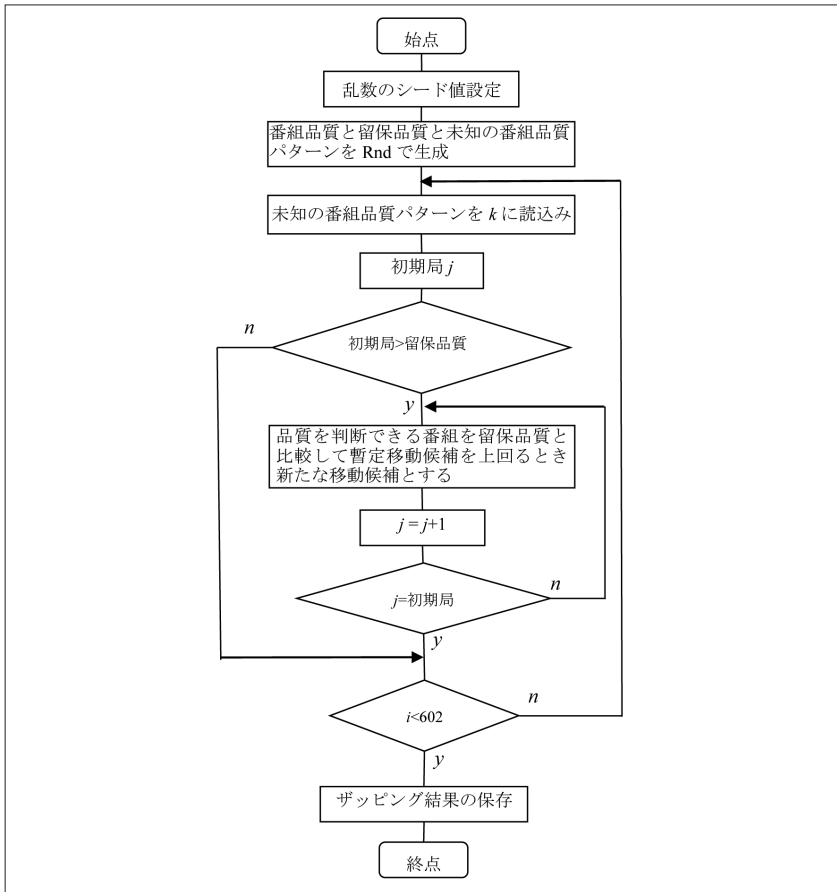 始点
乱数のシード値設定
番組品質と留保品質と未知の番組品質
パターンを Rnd で生成
未知の番組品質パターンを k に読込み
初期局 j
n
初期局>留保品質
y
品質を判断できる番組を留保品質と
比較して暫定移動候補を上回るとき
新たな移動候補とする
j = j+1
n
j=初期局
y
n
i<602
y
ザッピング結果の保存
終点